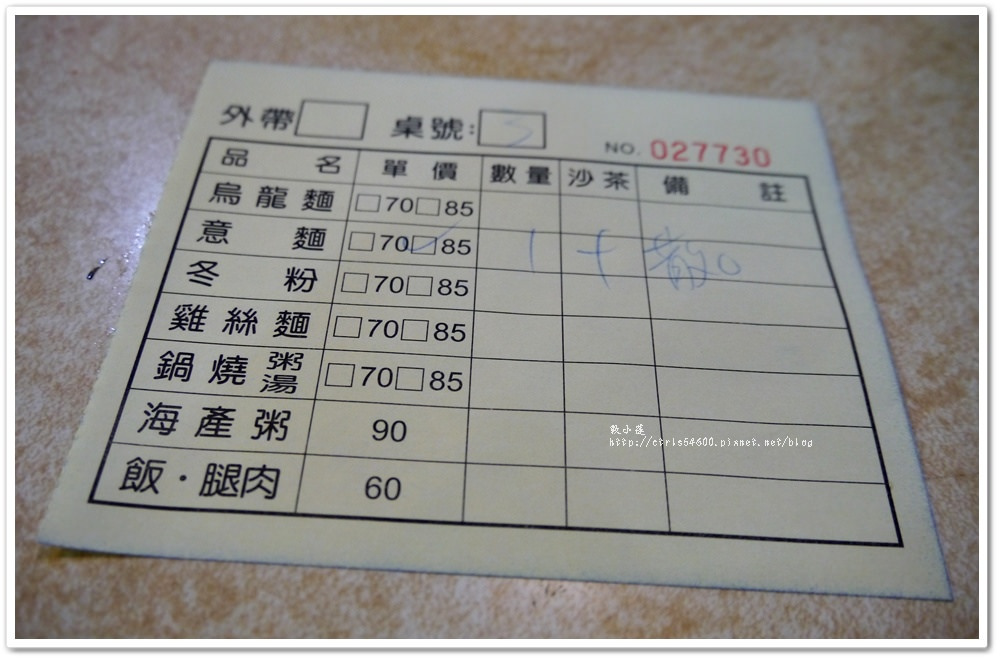 外帶□ 桌號: 3
NO. 027730
品名 單價 數量 沙茶 備註
烏龍麵 □70□85
意麵 □70☑85 1 十
冬粉 □70□85
雞絲麵 □70□85
鍋燒粥湯 □70□85
海產粥 90
飯·腿肉 60
http://ctrls54600.pixnet.net/blog